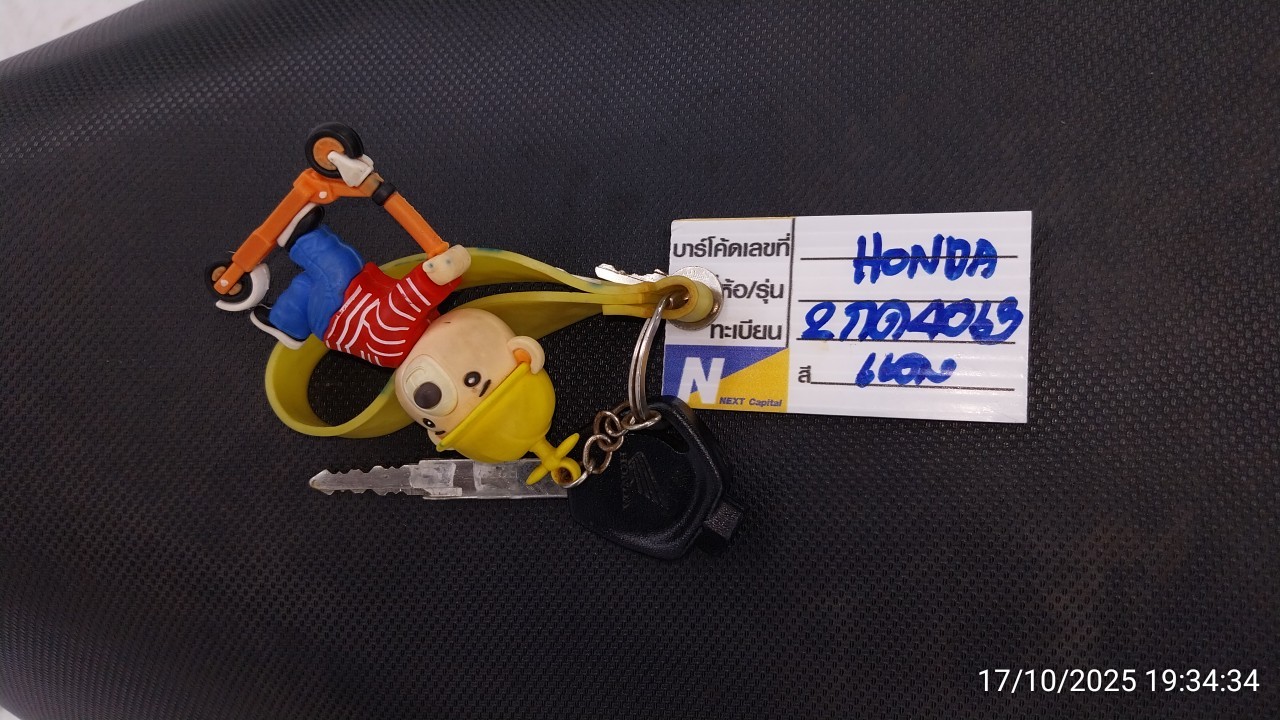 บาร์โค้ดเลขที่
HONDA
ห้อ/รุ่น
ทะเบียน 2กด4069
สี แดง
N
NEXT Capital
HONDA
17/10/2025 19:34:34